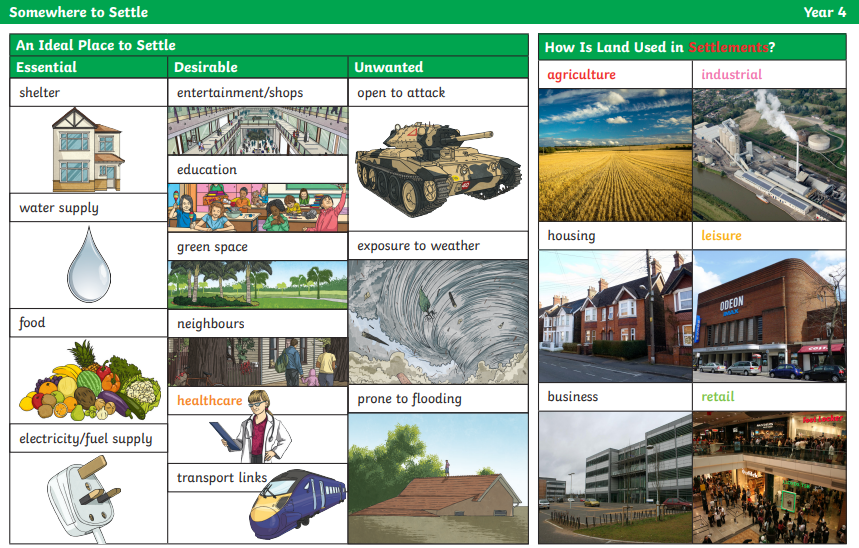 Somewhere to Settle
Year 4
An Ideal Place to Settle
Essential
Desirable
Unwanted
shelter
water supply
food
electricity/fuel supply
entertainment/shops
education
green space
neighbours
healthcare
transport links
open to attack
exposure to weather
prone to flooding
How Is Land Used in Settlements?
agriculture
industrial
housing
leisure
ODEON
IMAX
business
retail